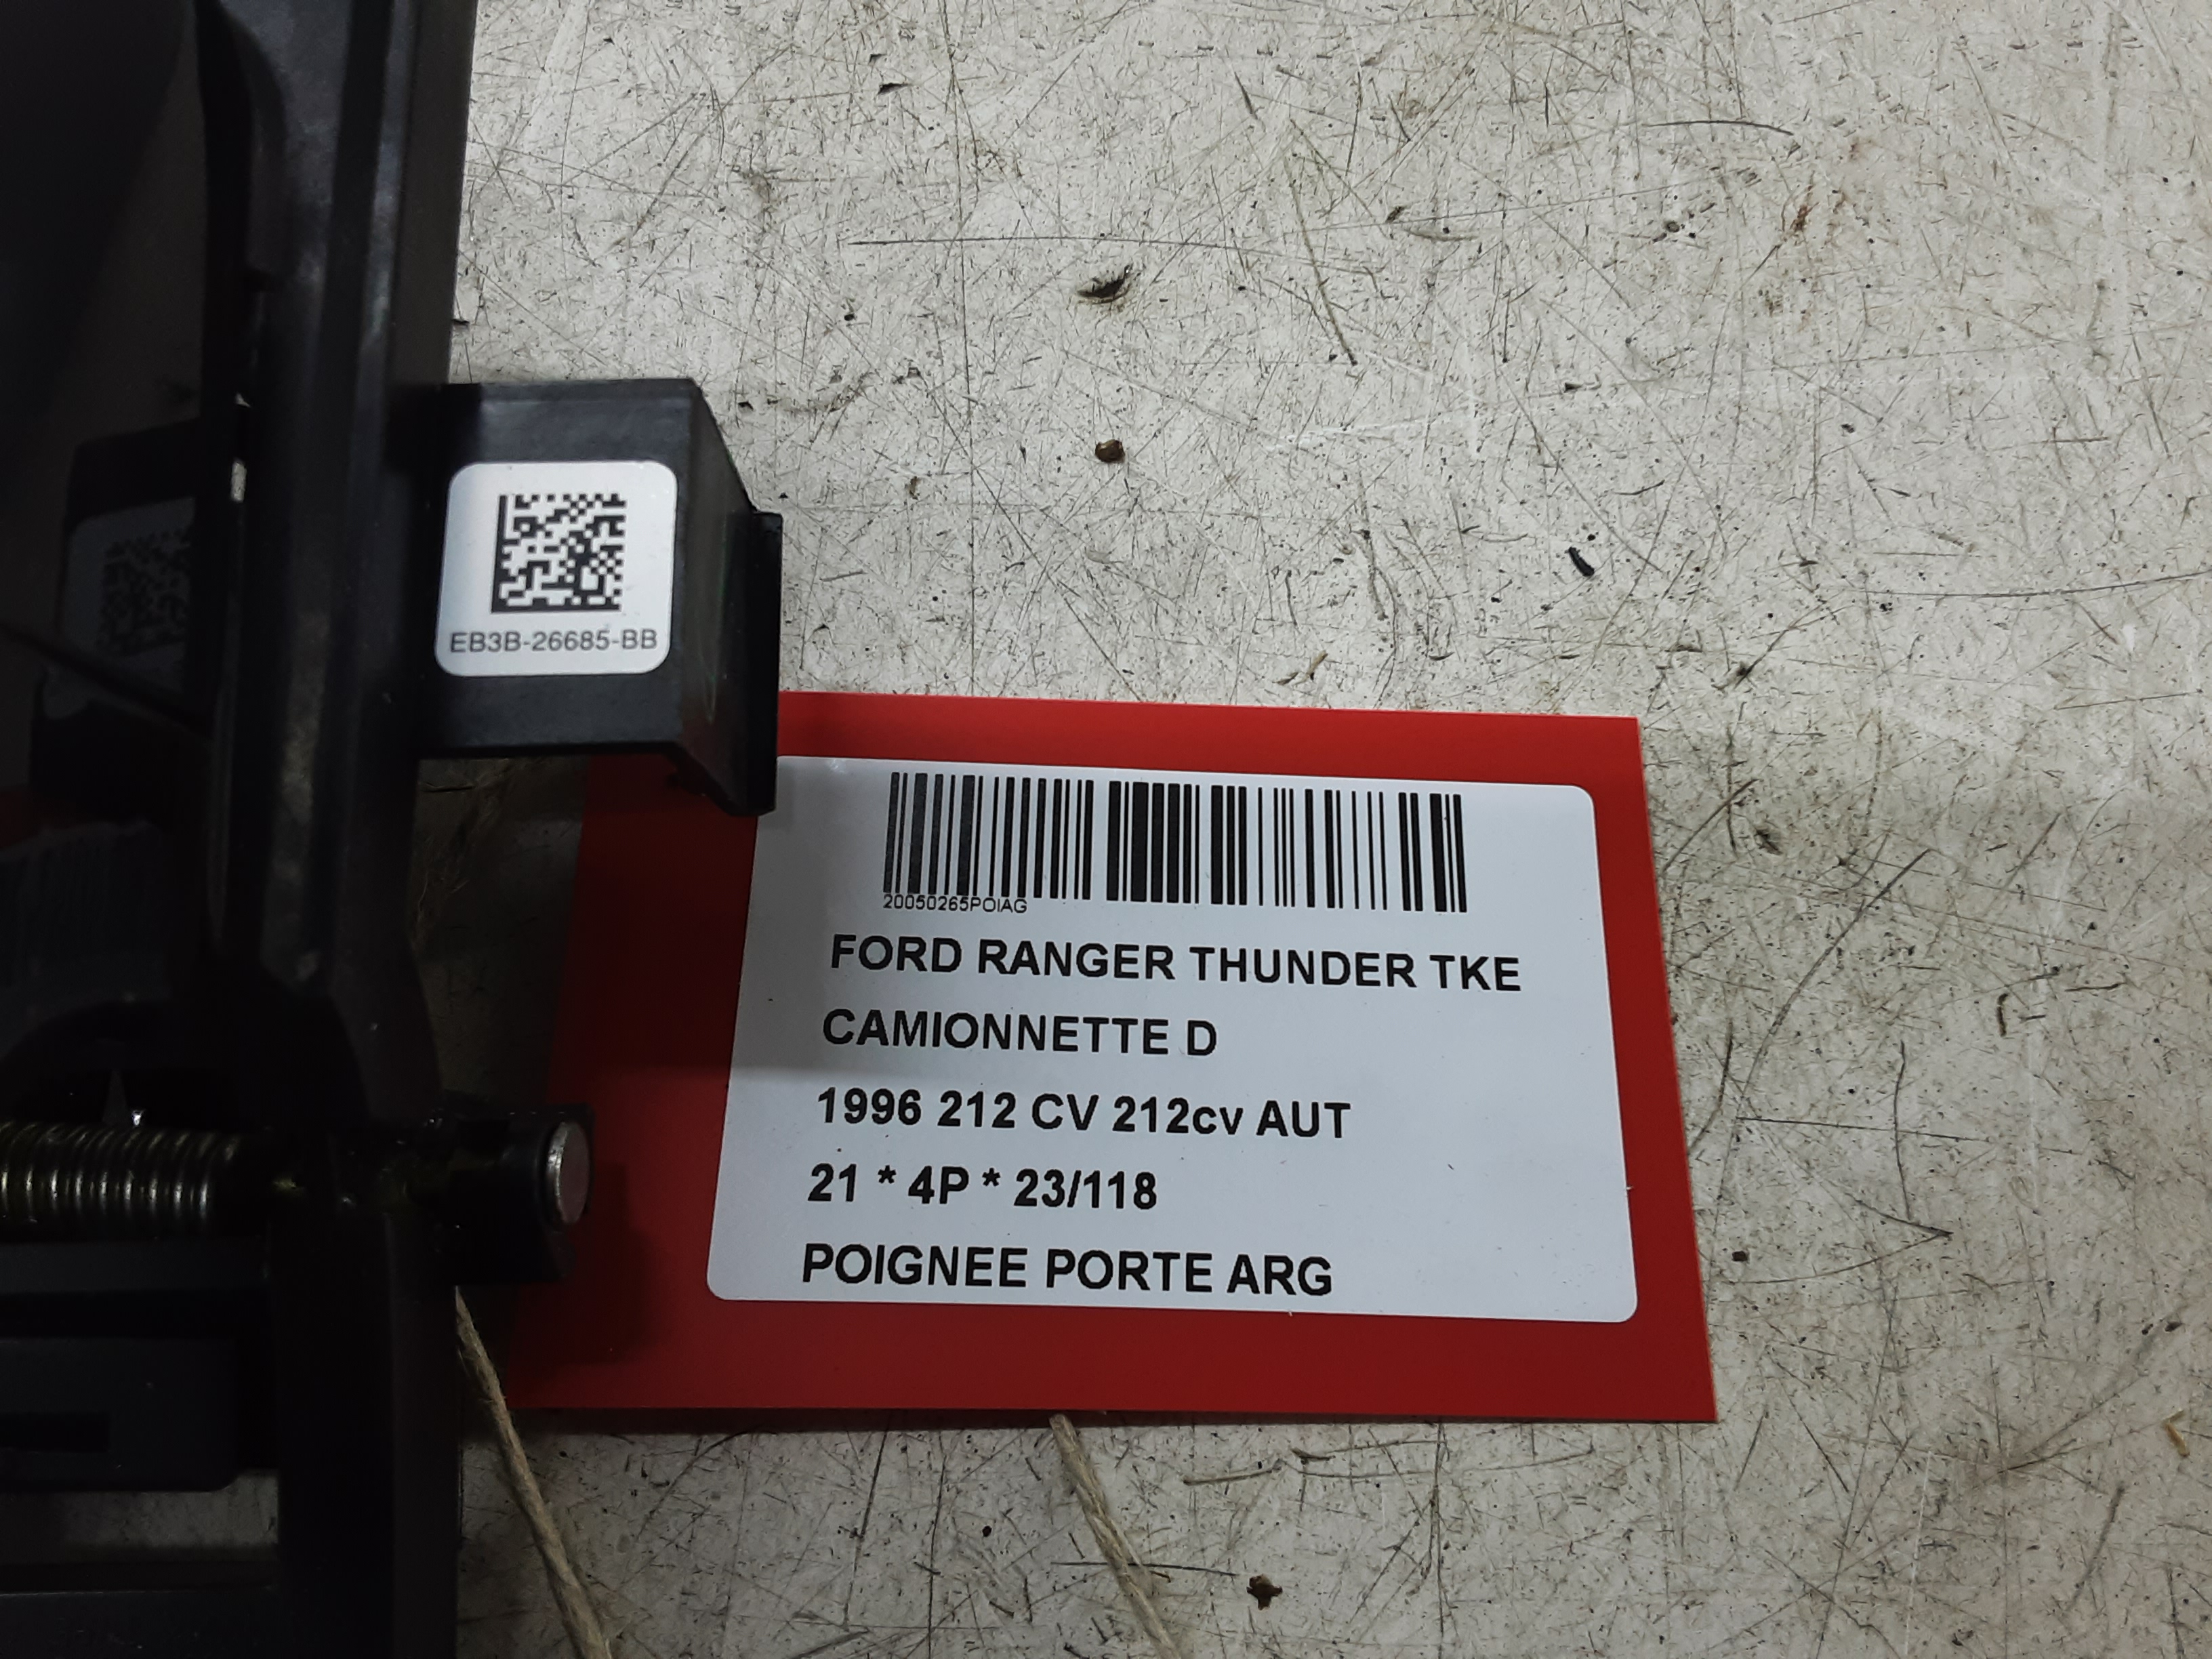 EB3B-26685-BB
20050265POIAG
FORD RANGER THUNDER TKE
CAMIONNETTE D
1996 212 CV 212cv AUT
21 * 4P * 23/118
POIGNEE PORTE ARG